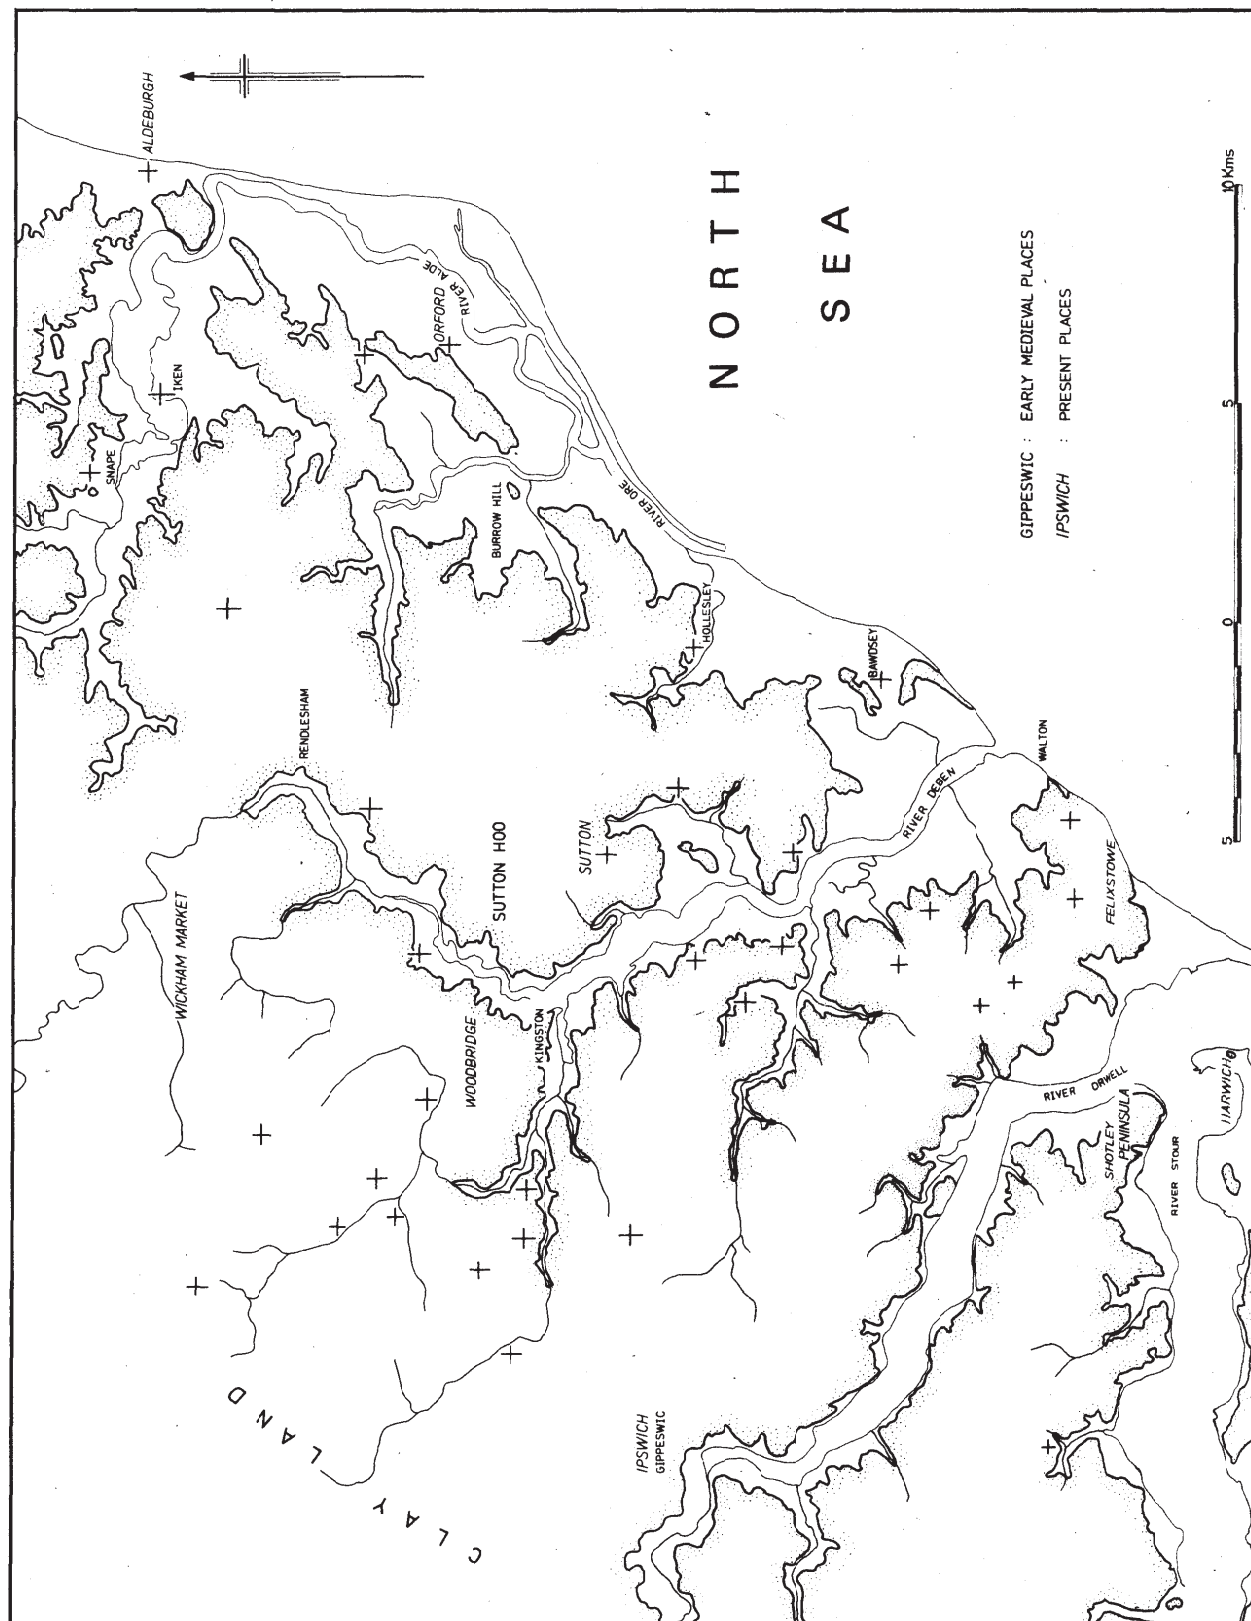 ALDEBURGH
SNAPE
IKEN
RIVER ALDE
ORFORD
BURROW HILL
RIVER ORE
HOLLESLEY
BAWDSEY
RENDLESHAM
WICKHAM MARKET
SUTTON HOO
SUTTON
WOODBRIDGE
KINGSTON
RIVER DEBEN
WALTON
FELIXSTOWE
RIVER ORWELL
SHOTLEY
PENINSULA
RIVER STOUR
HARWICH
IPSWICH
GIPPESWIC
CLAY LAND
NORTH
SEA
GIPPESWIC : EARLY MEDIEVAL PLACES
IPSWICH : PRESENT PLACES
5 0 5 10 Kms